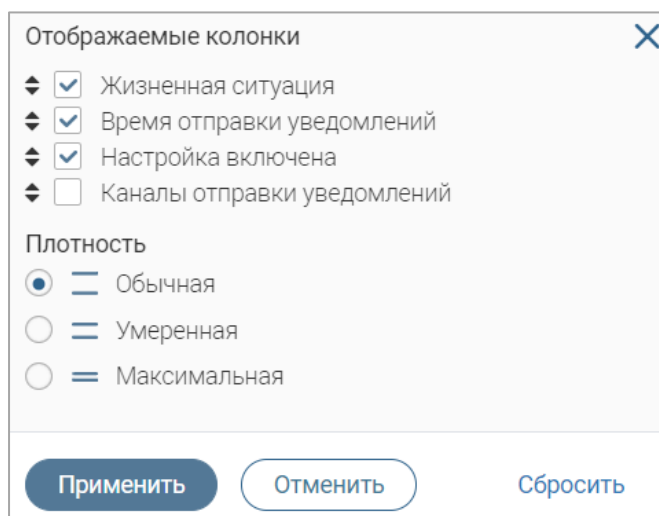 Отображаемые колонки
Жизненная ситуация
Время отправки уведомлений
Настройка включена
Каналы отправки уведомлений
Плотность
Обычная
Умеренная
Максимальная
Применить Отменить Сбросить